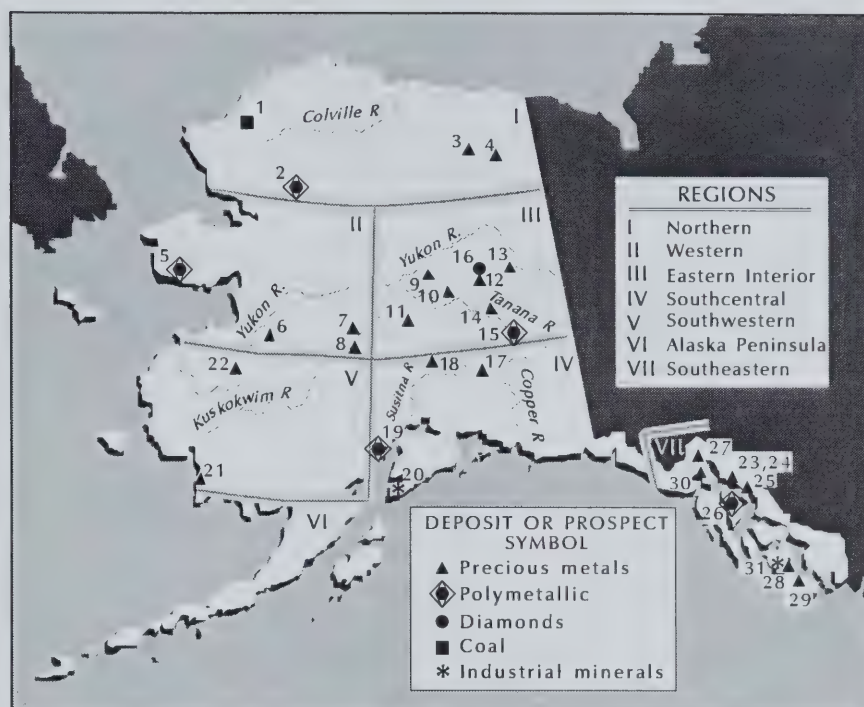 1
Colville R
I
3
4
2
II
III
REGIONS
I Northern
II Western
III Eastern Interior
IV Southcentral
V Southwestern
VI Alaska Peninsula
VII Southeastern
Yukon R.
5
16
13
9
12
10
Tanana R
Yukon R.
6
7
11
14
15
8
22
V
18
17
IV
Kuskokwim R
Susitna R
Copper R
19
VII
27
23,24
21
20
30
25
26
VI
DEPOSIT OR PROSPECT
SYMBOL
Precious metals
Polymetallic
Diamonds
Coal
Industrial minerals
31
28
29